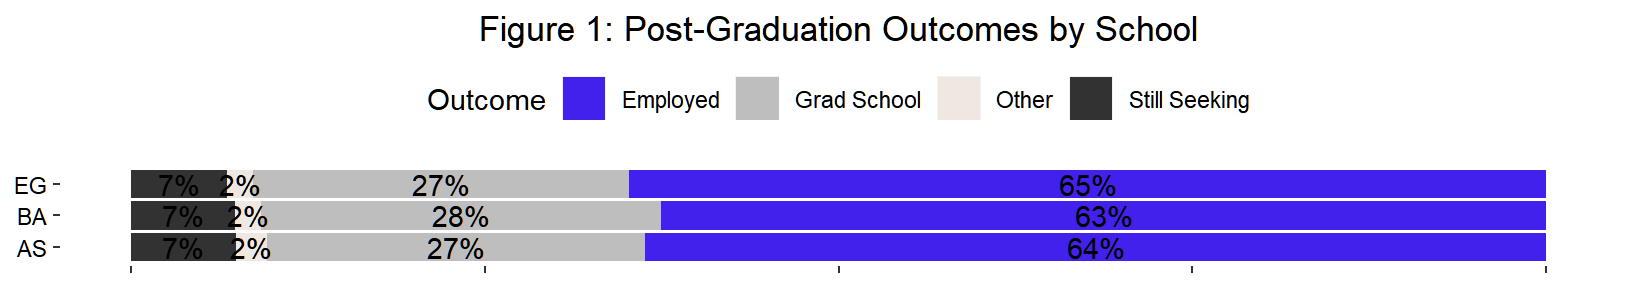 Figure 1: Post-Graduation Outcomes by School
Outcome Employed Grad School Other Still Seeking
EG 7% 2% 27% 65%
BA 7% 2% 28% 63%
AS 7% 2% 27% 64%